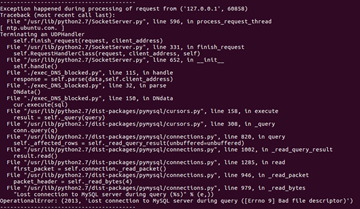 Exception happened during processing of request from ('127.0.0.1', 60858)
Traceback (most recent call last):
File "/usr/lib/python2.7/SocketServer.py", line 596, in process_request_thread
[ ntp.ubuntu.com. ]
Terminating an UDPHandler
self.finish_request(request, client_address)
File "/usr/lib/python2.7/SocketServer.py", line 331, in finish_request
self.RequestHandlerClass(request, client_address, self)
File "/usr/lib/python2.7/SocketServer.py", line 652, in __init__
self.handle()
File "./exec_DNS_blocked.py", line 115, in handle
response = self.parse(data,self.client_address)
File "./exec_DNS_blocked.py", line 32, in parse
DNdata()
File "./exec_DNS_blocked.py", line 150, in DNdata
cur.execute(sql)
File "/usr/lib/python2.7/dist-packages/pymysql/cursors.py", line 158, in execute
result = self._query(query)
File "/usr/lib/python2.7/dist-packages/pymysql/cursors.py", line 308, in _query
conn.query(q)
File "/usr/lib/python2.7/dist-packages/pymysql/connections.py", line 820, in query
self._affected_rows = self._read_query_result(unbuffered=unbuffered)
File "/usr/lib/python2.7/dist-packages/pymysql/connections.py", line 1002, in _read_query_result
result.read()
File "/usr/lib/python2.7/dist-packages/pymysql/connections.py", line 1285, in read
first_packet = self.connection._read_packet()
File "/usr/lib/python2.7/dist-packages/pymysql/connections.py", line 946, in _read_packet
packet_header = self._read_bytes(4)
File "/usr/lib/python2.7/dist-packages/pymysql/connections.py", line 979, in _read_bytes
"Lost connection to MySQL server during query (%s)" % (e,))
OperationalError: (2013, 'Lost connection to MySQL server during query ([Errno 9] Bad file descriptor)')